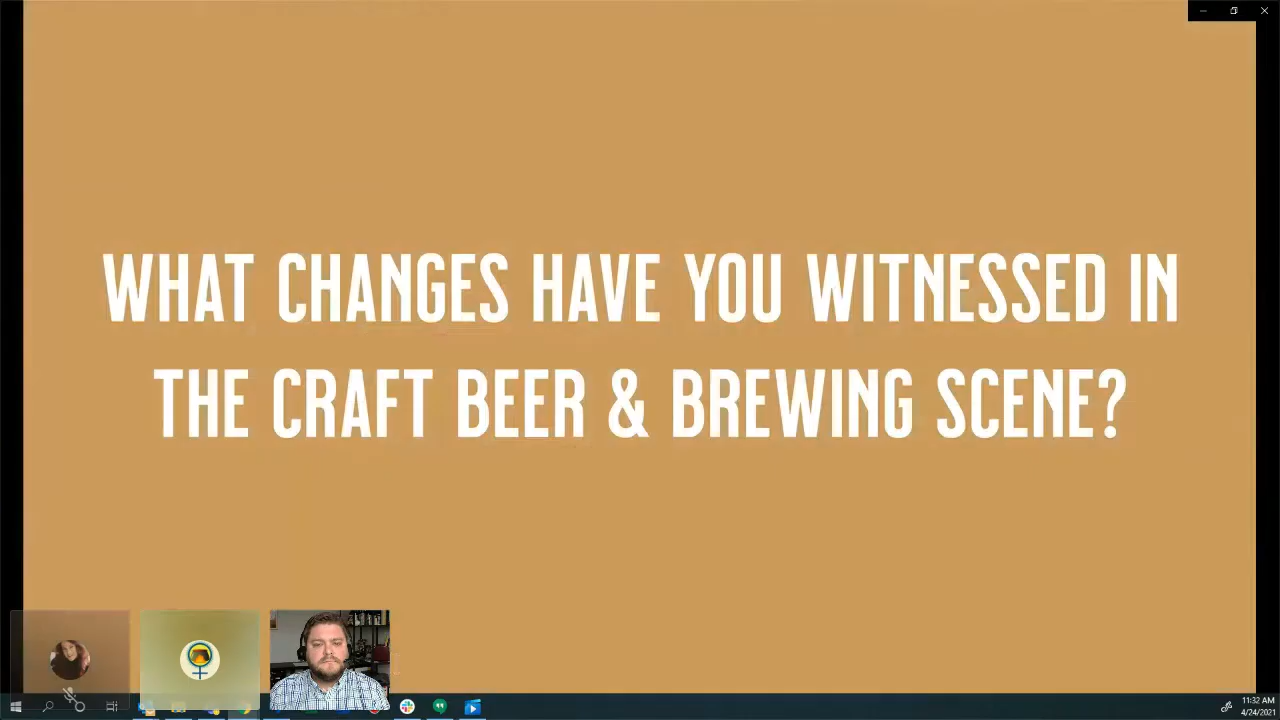 WHAT CHANGES HAVE YOU WITNESSED IN
THE CRAFT BEER & BREWING SCENE?
11:32 AM
4/24/2021